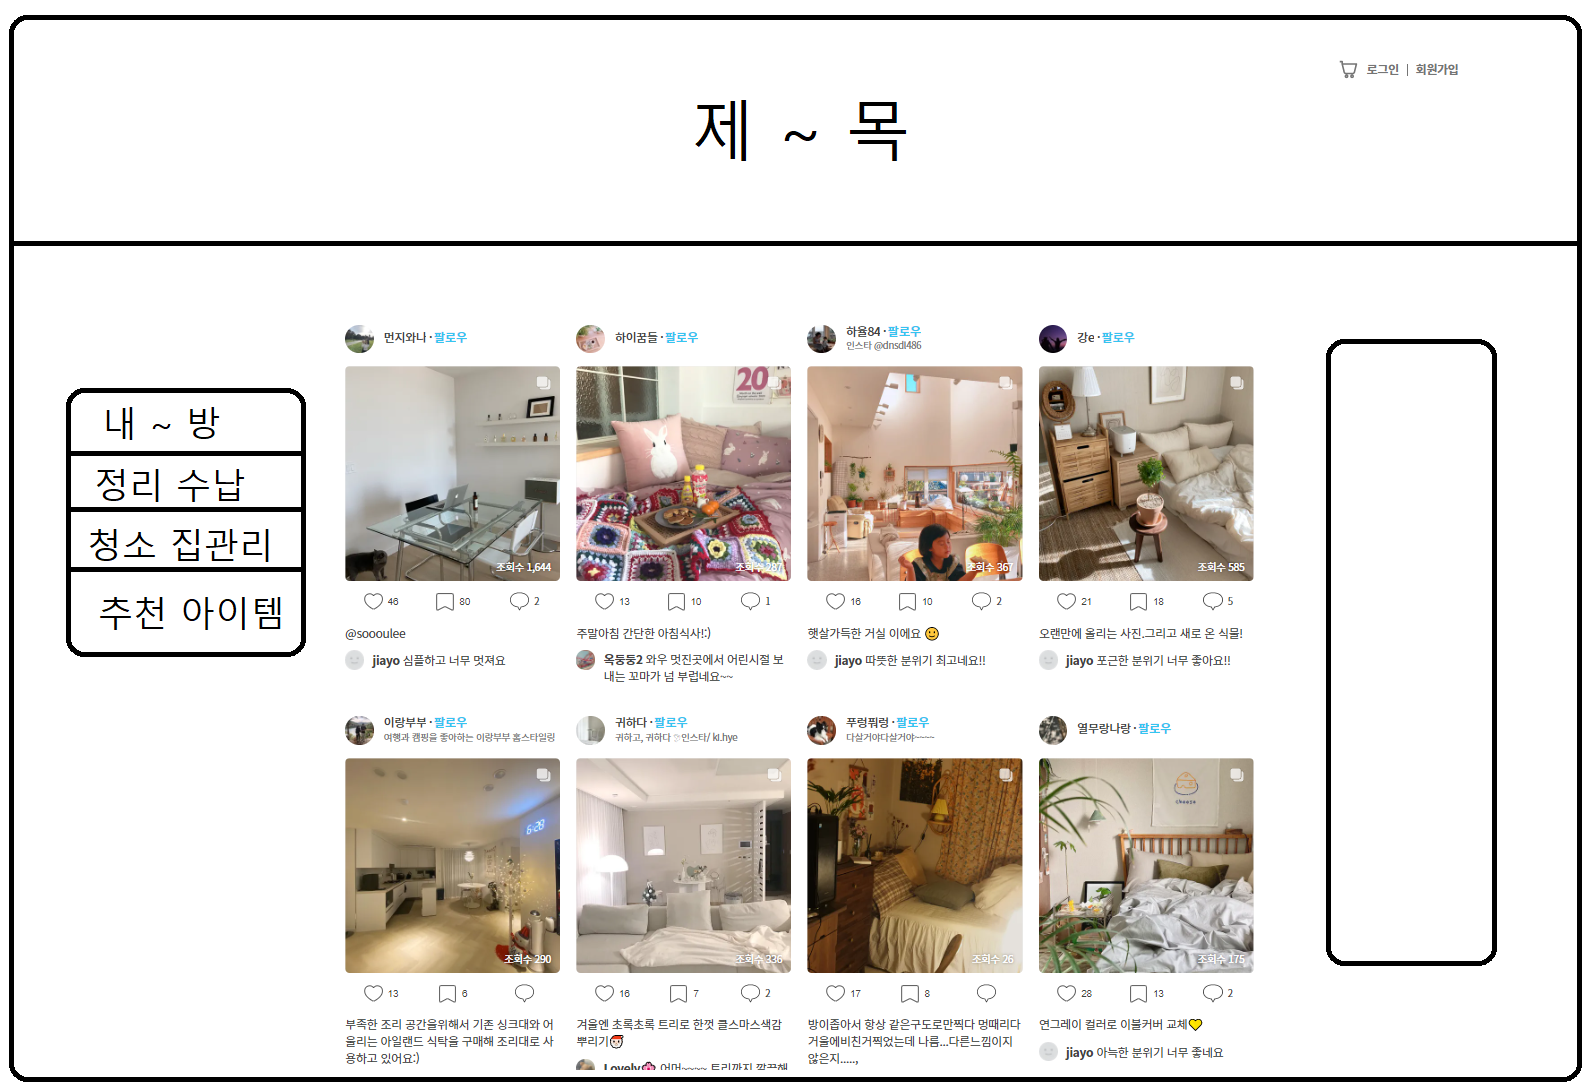 로그인 | 회원가입
제 ~ 목
내 ~ 방
정리 수납
청소 집관리
추천 아이템
먼지와나 · 팔로우
조회수 1,644
46 80 2
@soooulee
jiayo 심플하고 너무 멋져요
하이꿈들 · 팔로우
20
조회수 287
13 10 1
주말아침 간단한 아침식사!:)
옥둥둥2 와우 멋진곳에서 어린시절 보
내는 꼬마가 넘 부럽네요~~
하율84 · 팔로우
인스타 @dnsdl486
조회수 367
16 10 2
햇살가득한 거실 이에요 🙂
jiayo 따뜻한 분위기 최고네요!!
강e · 팔로우
조회수 585
21 18 5
오랜만에 올리는 사진.그리고 새로 온 식물!
jiayo 포근한 분위기 너무 좋아요!!
이랑부부 · 팔로우
여행과 캠핑을 좋아하는 이랑부부 홈스타일링
6:28
조회수 290
13 6
부족한 조리 공간을위해서 기존 싱크대와 어
울리는 아일랜드 식탁을 구매해 조리대로 사
용하고 있어요:)
귀하다 · 팔로우
귀하고, 귀하다 인스타/ ki.hye
조회수 336
16 7 2
겨울엔 초록초록 트리로 한껏 클스마스색감
뿌리기🎅
Lovely🌸 어머~~~~ 트리까지 깔끔해
푸렁풔렁 · 팔로우
다살거야다살거야~~~~
조회수 26
17 8
방이좁아서 항상 같은구도로만찍다 멍때리다
거울에비친거찍었는데 나름...다른느낌이지
않은지.....,
열무랑나랑 · 팔로우
조회수 175
28 13 2
연그레이 컬러로 이불커버 교체💛
jiayo 아늑한 분위기 너무 좋네요